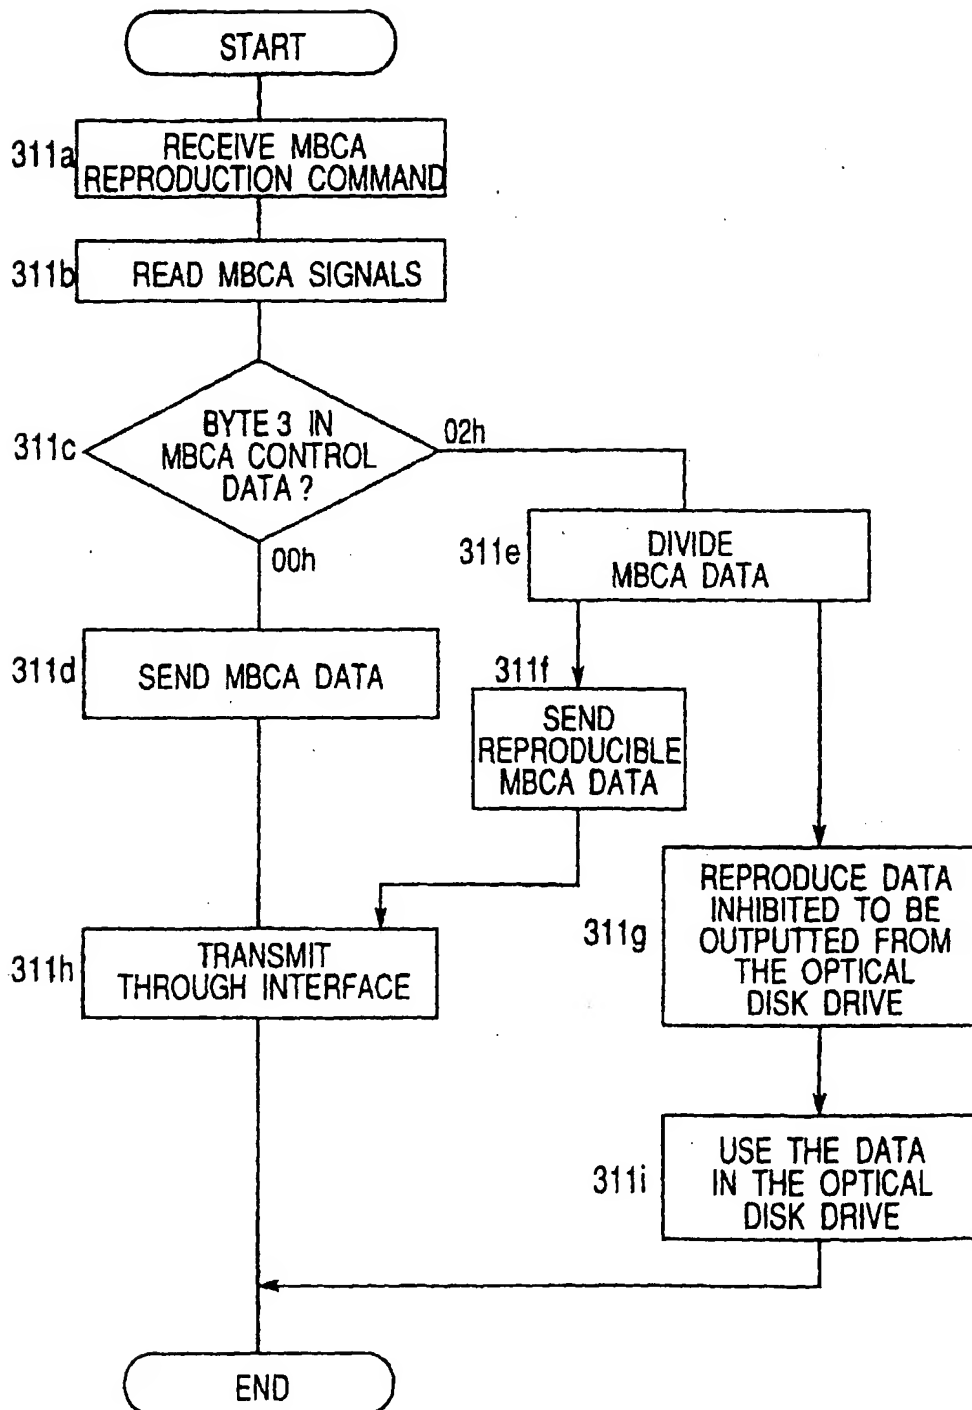 START
311a
RECEIVE MBCA
REPRODUCTION COMMAND
311b
READ MBCA SIGNALS
311c
BYTE 3 IN
MBCA CONTROL
DATA?
02h
00h
311e
DIVIDE
MBCA DATA
311d
SEND MBCA DATA
311f
SEND
REPRODUCIBLE
MBCA DATA
311g
REPRODUCE DATA
INHIBITED TO BE
OUTPUTTED FROM
THE OPTICAL
DISK DRIVE
311h
TRANSMIT
THROUGH INTERFACE
311i
USE THE DATA
IN THE OPTICAL
DISK DRIVE
END